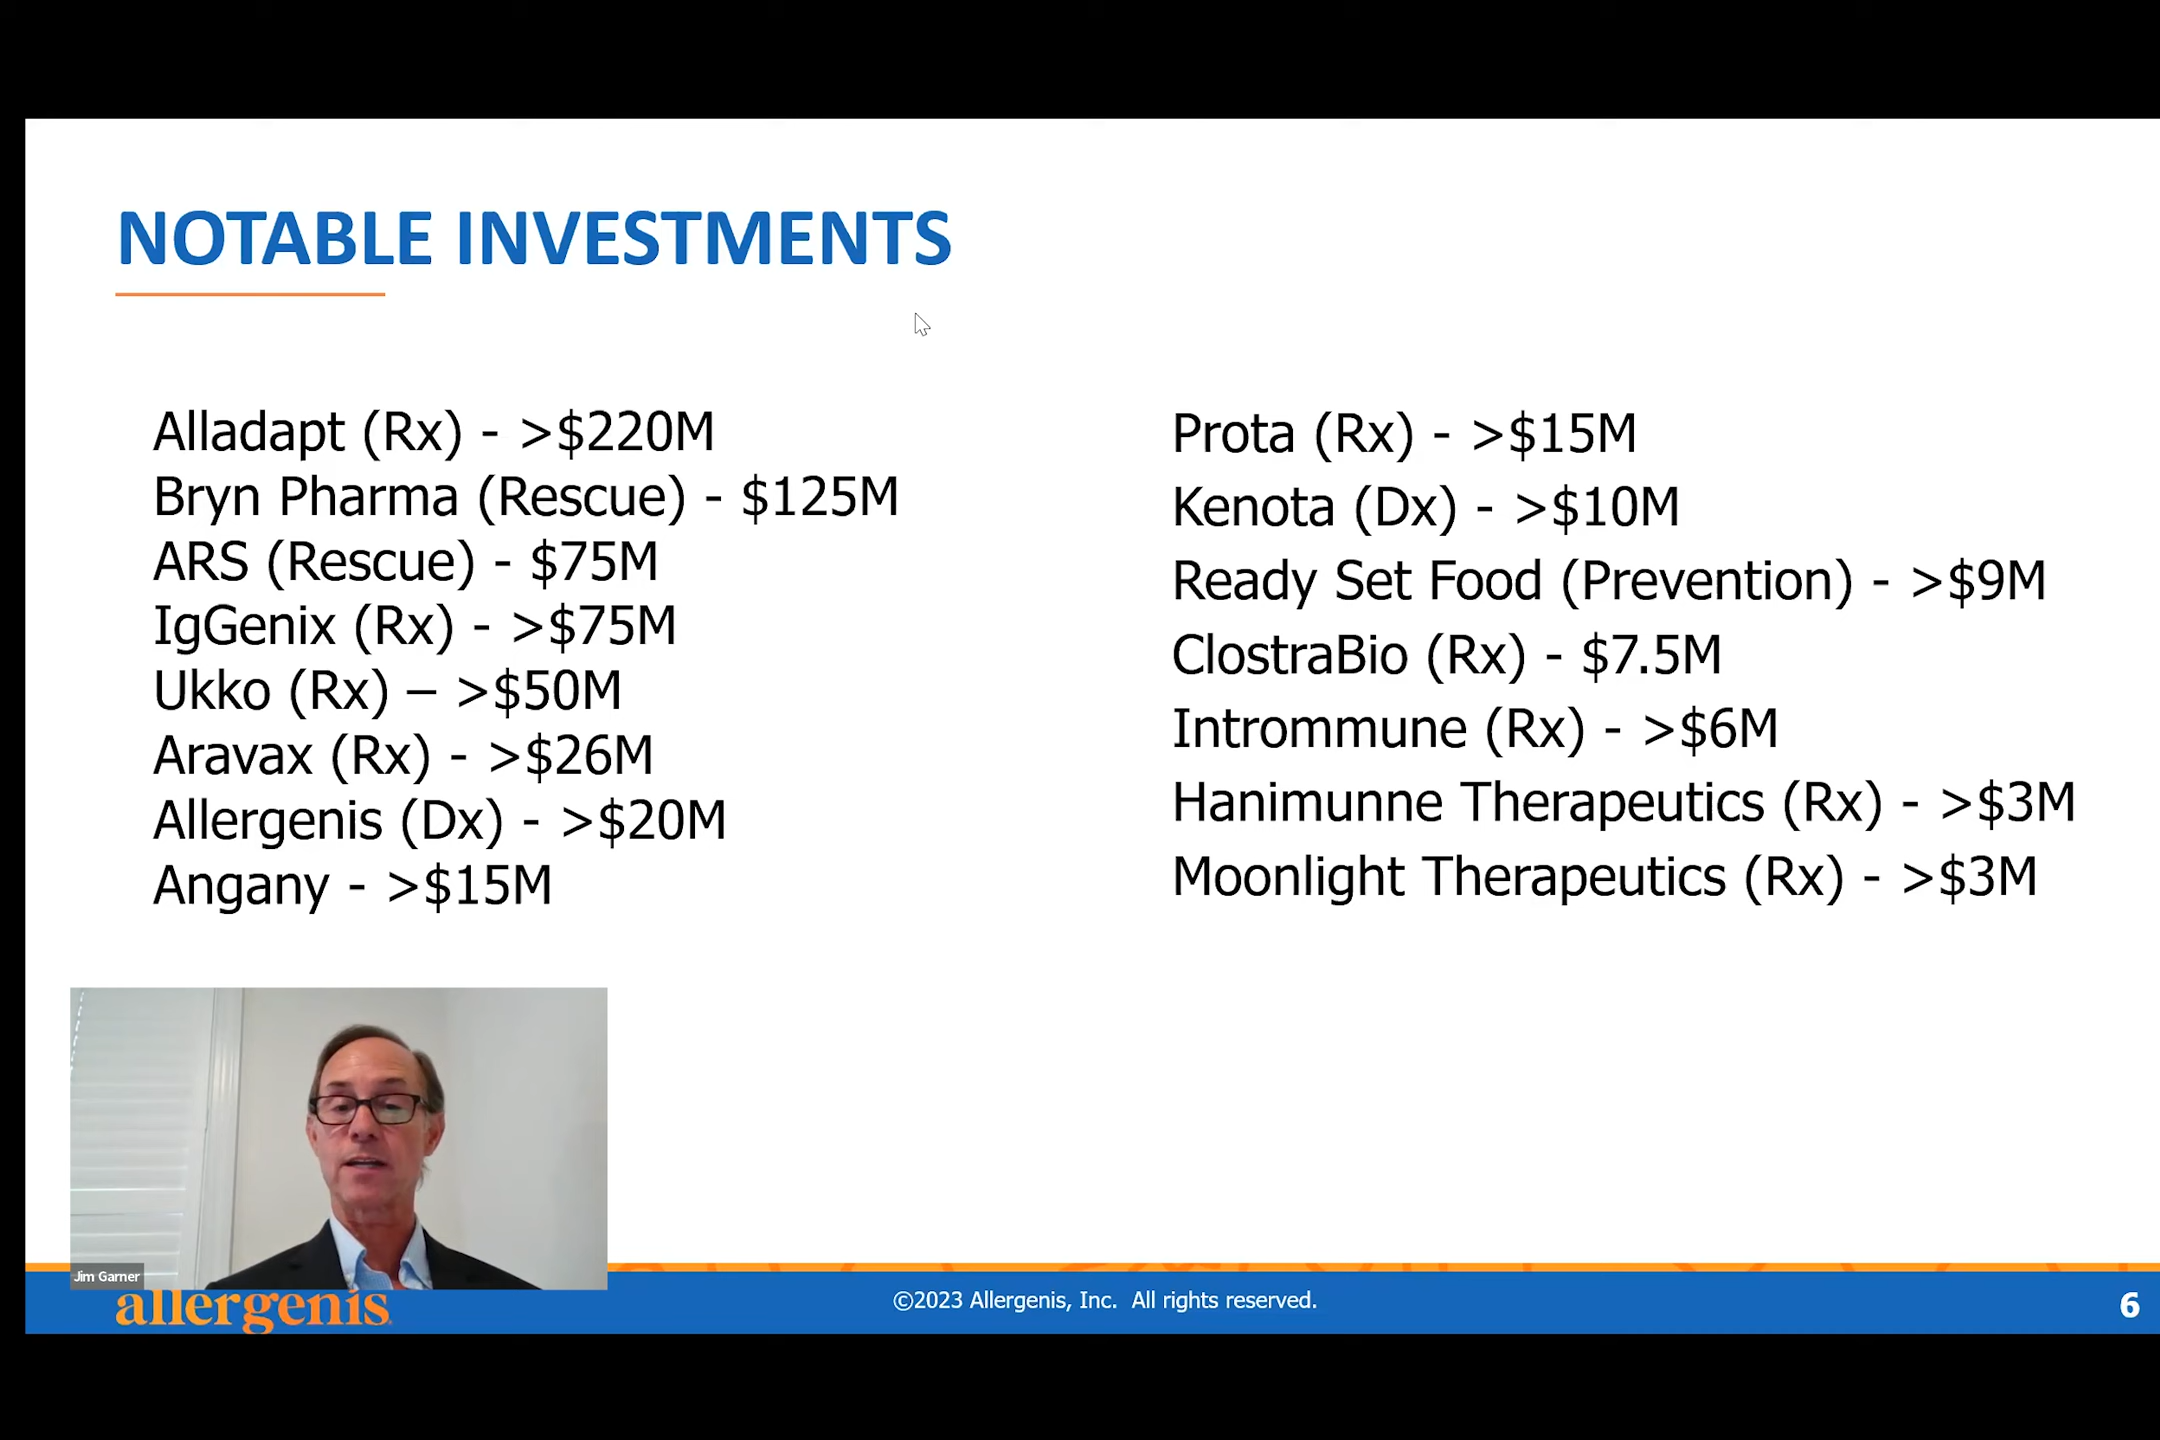 NOTABLE INVESTMENTS
Alladapt (Rx) - >$220M
Bryn Pharma (Rescue) - $125M
ARS (Rescue) - $75M
IgGenix (Rx) - >$75M
Ukko (Rx) – >$50M
Aravax (Rx) - >$26M
Allergenis (Dx) - >$20M
Angany - >$15M
Prota (Rx) - >$15M
Kenota (Dx) - >$10M
Ready Set Food (Prevention) - >$9M
ClostraBio (Rx) - $7.5M
Intrommune (Rx) - >$6M
Hanimunne Therapeutics (Rx) - >$3M
Moonlight Therapeutics (Rx) - >$3M
Jim Garner
allergenis
©2023 Allergenis, Inc. All rights reserved.
6